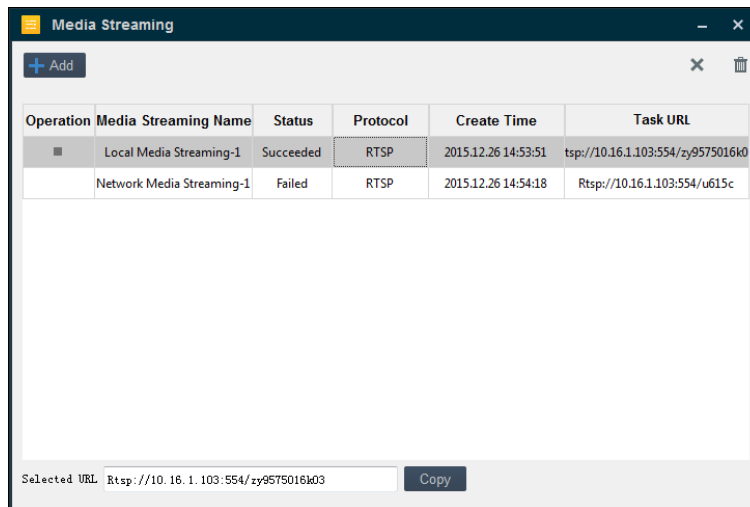 Media Streaming
Add
Operation Media Streaming Name Status Protocol Create Time Task URL
Local Media Streaming-1 Succeeded RTSP 2015.12.26 14:53:51 tsp://10.16.1.103:554/zy9575016k0
Network Media Streaming-1 Failed RTSP 2015.12.26 14:54:18 Rtsp://10.16.1.103:554/u615c
Selected URL Rtsp://10.16.1.103:554/zy9575016k03 Copy